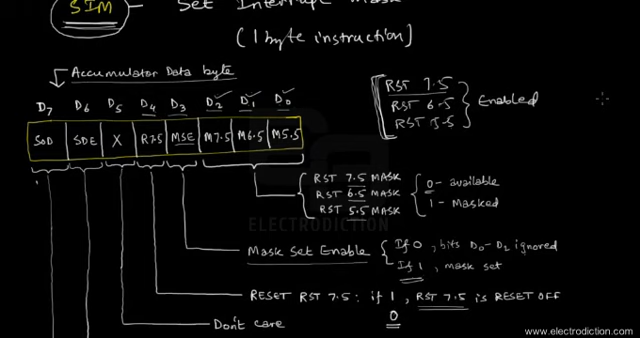 SIM - Set Interrupt Mask
(1 byte instruction)
Accumulator Data byte
D7 D6 D5 D4 D3 D2 D1 D0
SOD SDE X R7.5 MSE M7.5 M6.5 M5.5
RST 7.5
RST 6.5
RST 5.5
Enabled
RST 7.5 MASK
RST 6.5 MASK
RST 5.5 MASK
0 - available
1 - Masked
ELECTRODICTION
Mask Set Enable
If 0, bits D0-D2 ignored
If 1, mask set
RESET RST 7.5: if 1, RST 7.5 is RESET OFF
0
Don't care
www.electrodiction.com